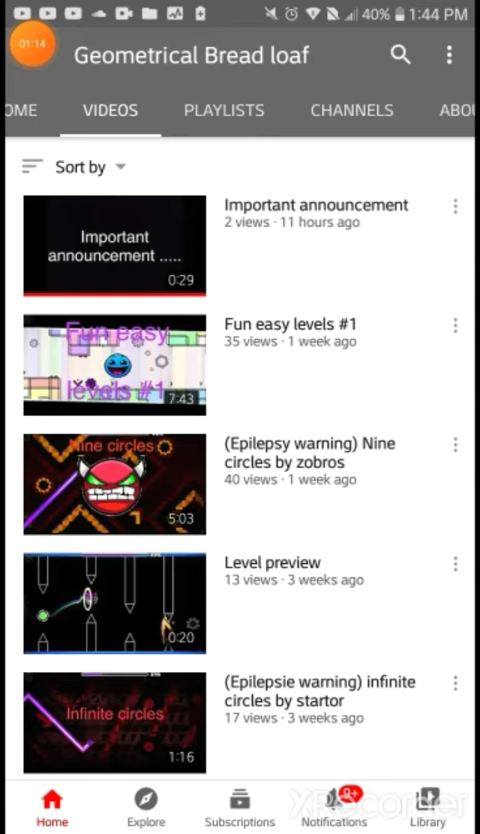 40% 1:44 PM
01:14
Geometrical Bread loaf
OME VIDEOS PLAYLISTS CHANNELS ABOU
Sort by
Important announcement .....
0:29
Important announcement
2 views · 11 hours ago
Fun easy levels #1
7:43
Fun easy levels #1
35 views · 1 week ago
Nine circles
5:03
(Epilepsy warning) Nine
circles by zobros
40 views · 1 week ago
0:20
Level preview
13 views · 3 weeks ago
Infinite circles
1:16
(Epilepsie warning) infinite
circles by startor
17 views · 3 weeks ago
9+
Home Explore Subscriptions Notifications Library
XRecorder